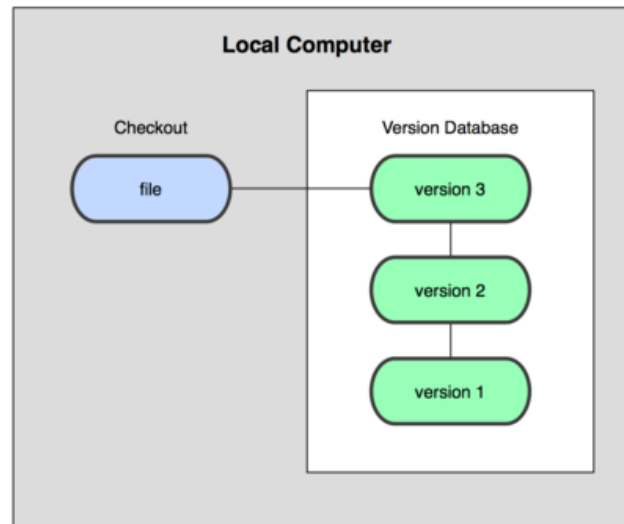 Local Computer
Checkout
Version Database
file
version 3
version 2
version 1